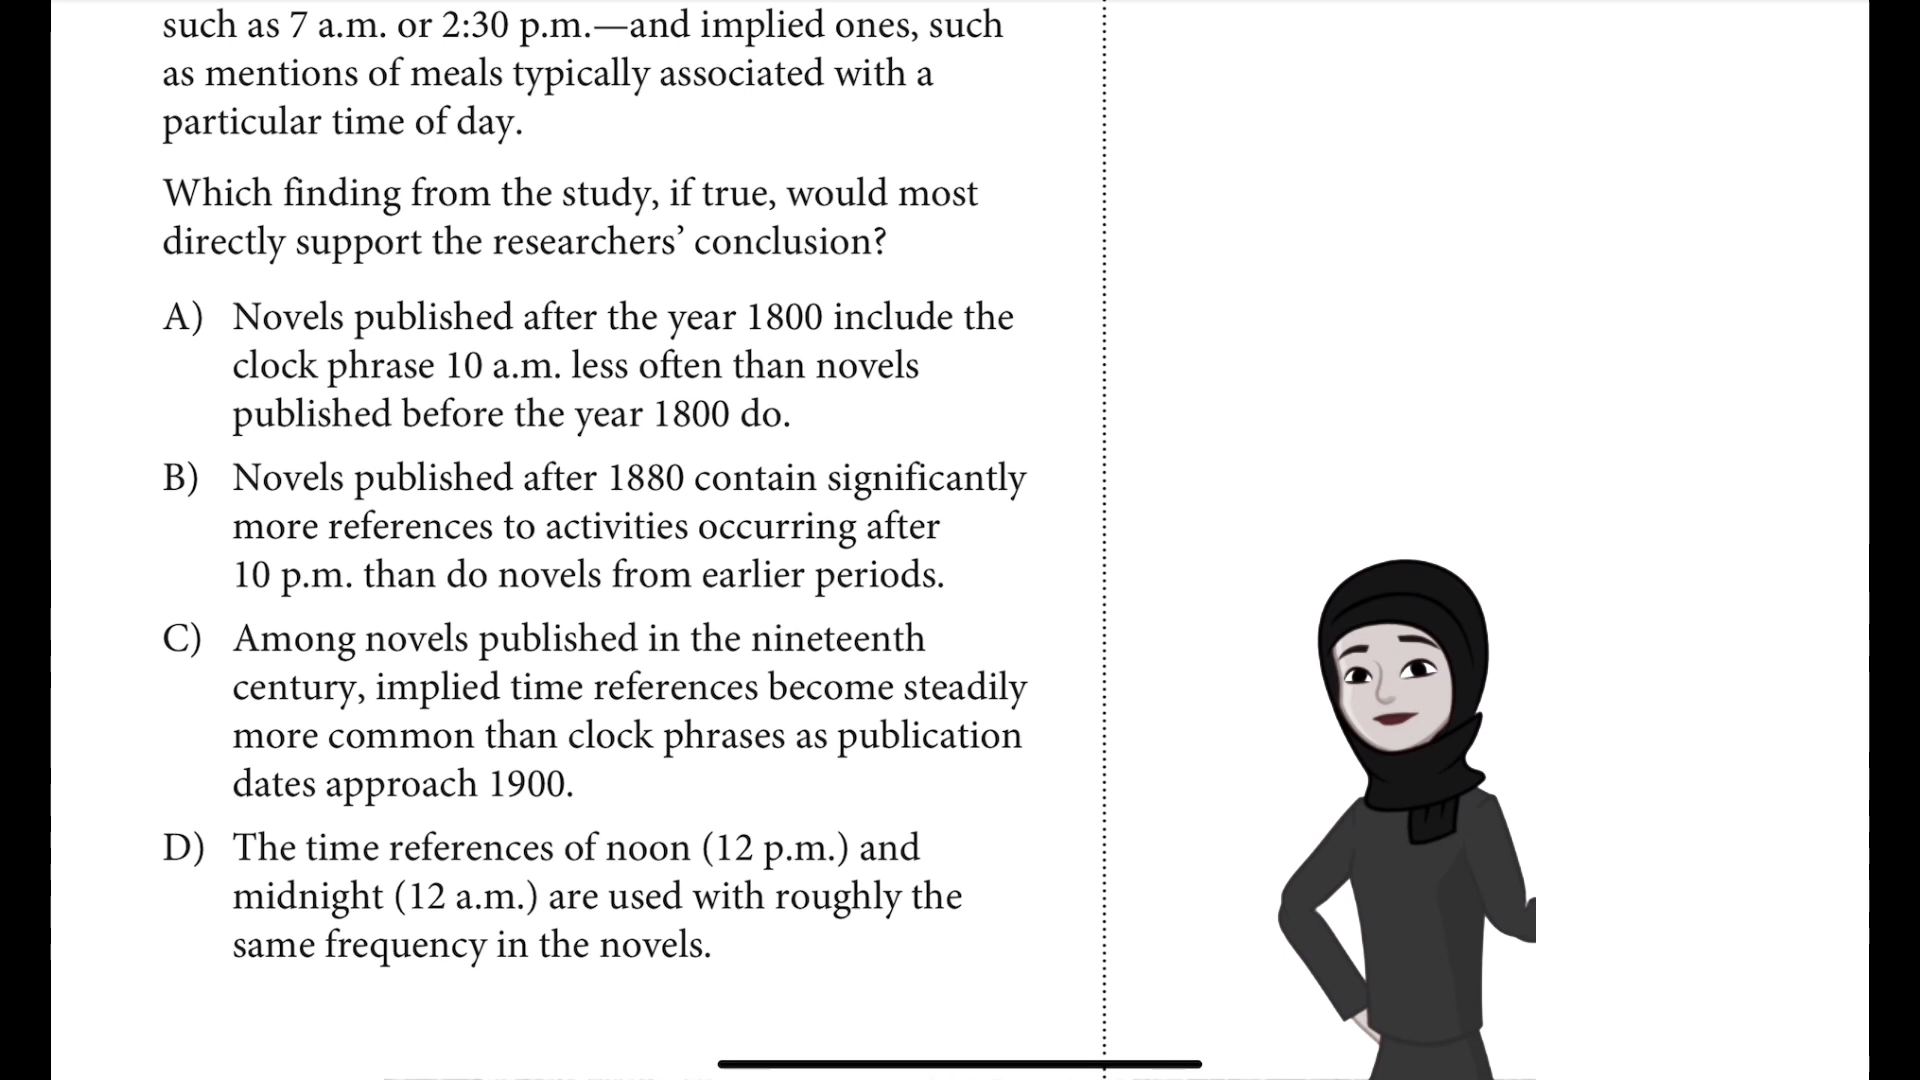 such as 7 a.m. or 2:30 p.m.—and implied ones, such
as mentions of meals typically associated with a
particular time of day.
Which finding from the study, if true, would most
directly support the researchers’ conclusion?
A) Novels published after the year 1800 include the
clock phrase 10 a.m. less often than novels
published before the year 1800 do.
B) Novels published after 1880 contain significantly
more references to activities occurring after
10 p.m. than do novels from earlier periods.
C) Among novels published in the nineteenth
century, implied time references become steadily
more common than clock phrases as publication
dates approach 1900.
D) The time references of noon (12 p.m.) and
midnight (12 a.m.) are used with roughly the
same frequency in the novels.